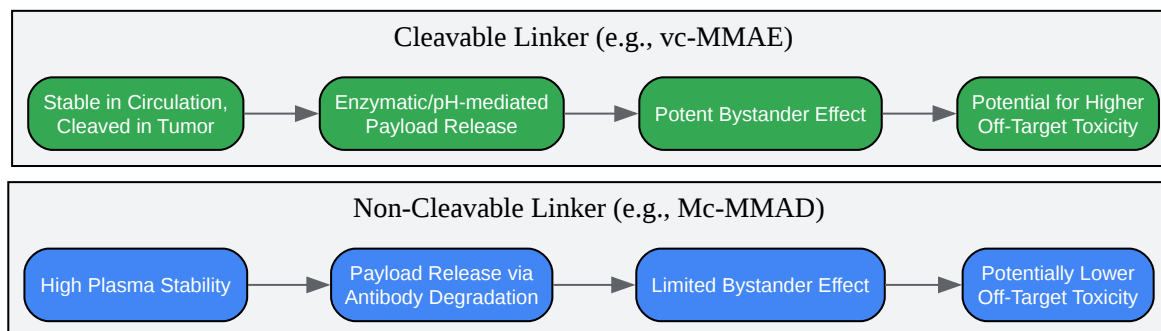 Cleavable Linker (e.g., vc-MMAE)
Stable in Circulation,
Cleaved in Tumor
Enzymatic/pH-mediated
Payload Release
Potent Bystander Effect
Potential for Higher
Off-Target Toxicity
Non-Cleavable Linker (e.g., Mc-MMAD)
High Plasma Stability
Payload Release via
Antibody Degradation
Limited Bystander Effect
Potentially Lower
Off-Target Toxicity